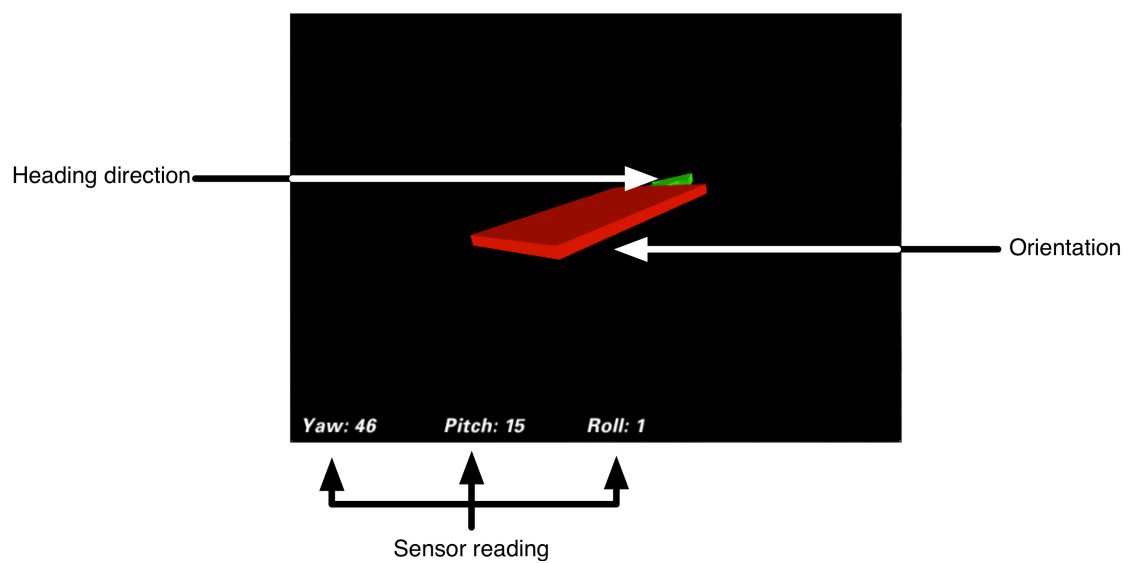 Heading direction
Orientation
Yaw: 46 Pitch: 15 Roll: 1
Sensor reading